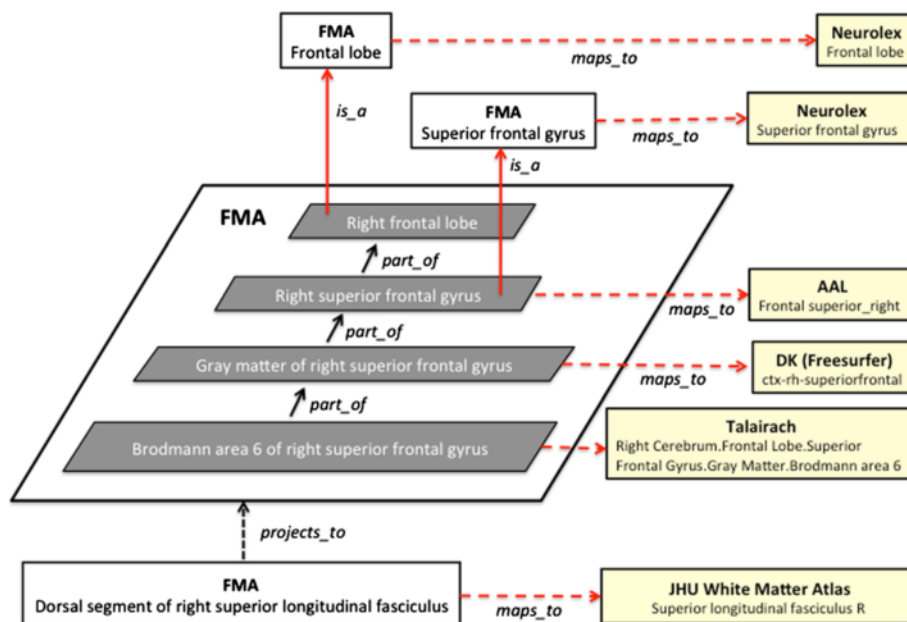 FMA
Frontal lobe
maps_to
Neurolex
Frontal lobe
is_a
FMA
Superior frontal gyrus
maps_to
Neurolex
Superior frontal gyrus
is_a
FMA
Right frontal lobe
part_of
Right superior frontal gyrus
maps_to
AAL
Frontal superior_right
part_of
Gray matter of right superior frontal gyrus
maps_to
DK (Freesurfer)
ctx-rh-superiorfrontal
part_of
Brodmann area 6 of right superior frontal gyrus
Talairach
Right Cerebrum.Frontal Lobe.Superior
Frontal Gyrus.Gray Matter.Brodmann area 6
projects_to
FMA
Dorsal segment of right superior longitudinal fasciculus
maps_to
JHU White Matter Atlas
Superior longitudinal fasciculus R